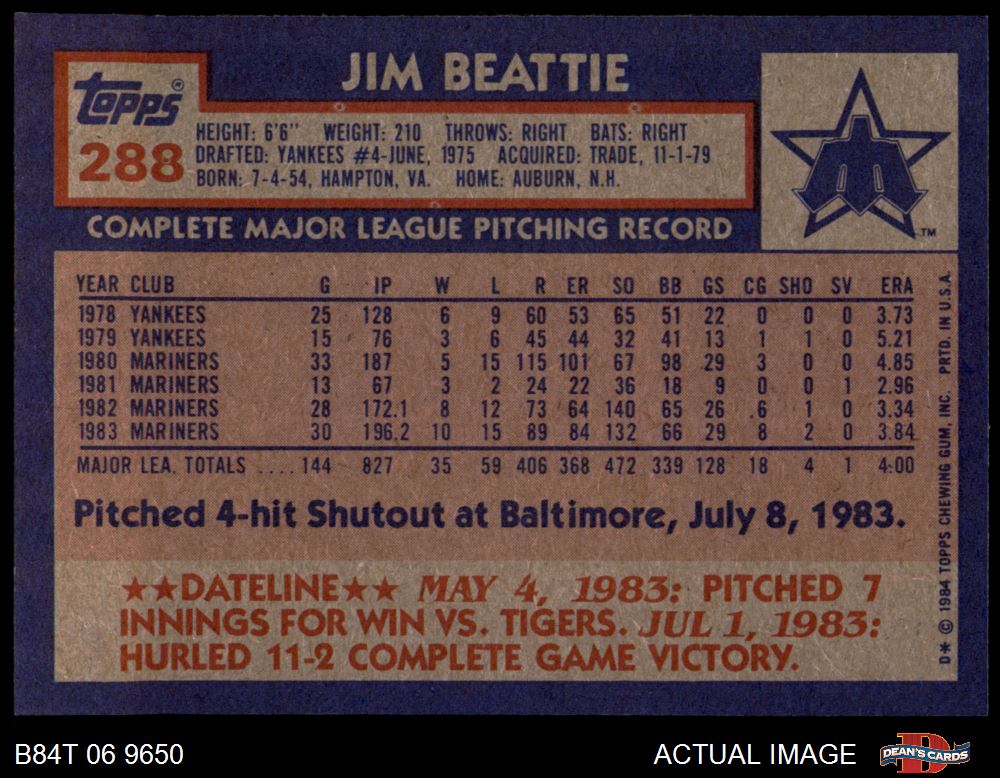 JIM BEATTIE
Topps®
288
HEIGHT: 6'6" WEIGHT: 210 THROWS: RIGHT BATS: RIGHT
DRAFTED: YANKEES #4-JUNE, 1975 ACQUIRED: TRADE, 11-1-79
BORN: 7-4-54, HAMPTON, VA. HOME: AUBURN, N.H.
TM
COMPLETE MAJOR LEAGUE PITCHING RECORD
YEAR CLUB G IP W L R ER SO BB GS CG SHO SV ERA
1978 YANKEES 25 128 6 9 60 53 65 51 22 0 0 0 3.73
1979 YANKEES 15 76 3 6 45 44 32 41 13 1 1 0 5.21
1980 MARINERS 33 187 5 15 115 101 67 98 29 3 0 0 4.85
1981 MARINERS 13 67 3 2 24 22 36 18 9 0 0 1 2.96
1982 MARINERS 28 172.1 8 12 73 64 140 65 26 6 1 0 3.34
1983 MARINERS 30 196.2 10 15 89 84 132 66 29 8 2 0 3.84
MAJOR LEA. TOTALS .... 144 827 35 59 406 368 472 339 128 18 4 1 4.00
Pitched 4-hit Shutout at Baltimore, July 8, 1983.
★★DATELINE★★ MAY 4, 1983: PITCHED 7
INNINGS FOR WIN VS. TIGERS. JUL 1, 1983:
HURLED 11-2 COMPLETE GAME VICTORY.
D* © 1984 TOPPS CHEWING GUM, INC. PRTD. IN U.S.A.
B84T 06 9650
ACTUAL IMAGE
D
DEAN'S CARDS